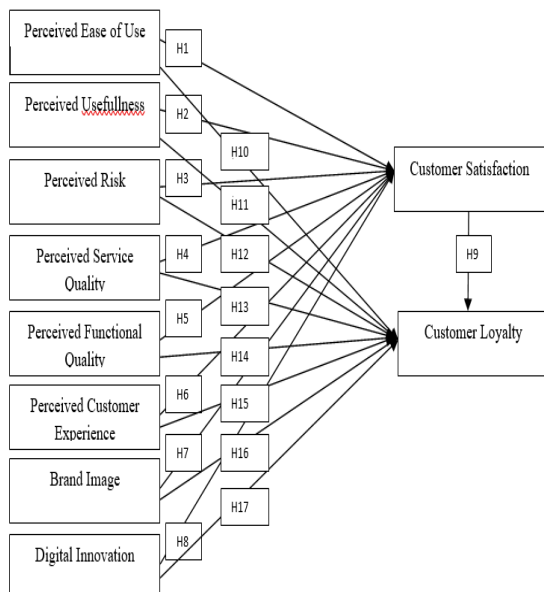 Perceived Ease of Use
H1
Perceived Usefullness
H2
H10
Perceived Risk
H3
H11
Customer Satisfaction
Perceived Service
Quality
H4
H12
H9
Perceived Functional
Quality
H5
H13
H14
Customer Loyalty
Perceived Customer
Experience
H6
H15
Brand Image
H7
H16
Digital Innovation
H8
H17